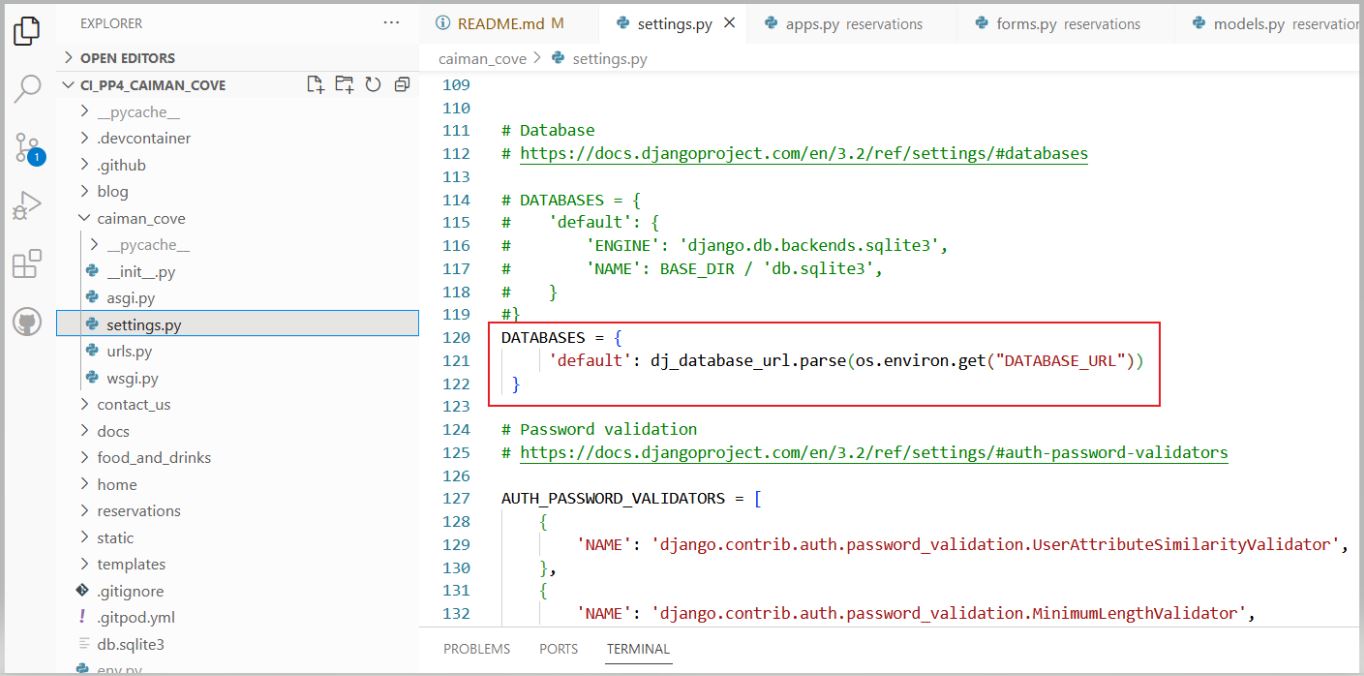 EXPLORER
···
OPEN EDITORS
CI_PP4_CAIMAN_COVE
__pycache__
.devcontainer
.github
blog
caiman_cove
__pycache__
__init__.py
asgi.py
settings.py
urls.py
wsgi.py
contact_us
docs
food_and_drinks
home
reservations
static
templates
.gitignore
.gitpod.yml
db.sqlite3
env.py
1
README.md M
settings.py
apps.py reservations
forms.py reservations
models.py reservation
caiman_cove > settings.py
109
110
111 # Database
112 # https://docs.djangoproject.com/en/3.2/ref/settings/#databases
113
114 # DATABASES = {
115 #     'default': {
116 #         'ENGINE': 'django.db.backends.sqlite3',
117 #         'NAME': BASE_DIR / 'db.sqlite3',
118 #     }
119 #}
120 DATABASES = {
121      'default': dj_database_url.parse(os.environ.get("DATABASE_URL"))
122  }
123
124 # Password validation
125 # https://docs.djangoproject.com/en/3.2/ref/settings/#auth-password-validators
126
127 AUTH_PASSWORD_VALIDATORS = [
128     {
129         'NAME': 'django.contrib.auth.password_validation.UserAttributeSimilarityValidator',
130     },
131     {
132         'NAME': 'django.contrib.auth.password_validation.MinimumLengthValidator',
PROBLEMS PORTS TERMINAL